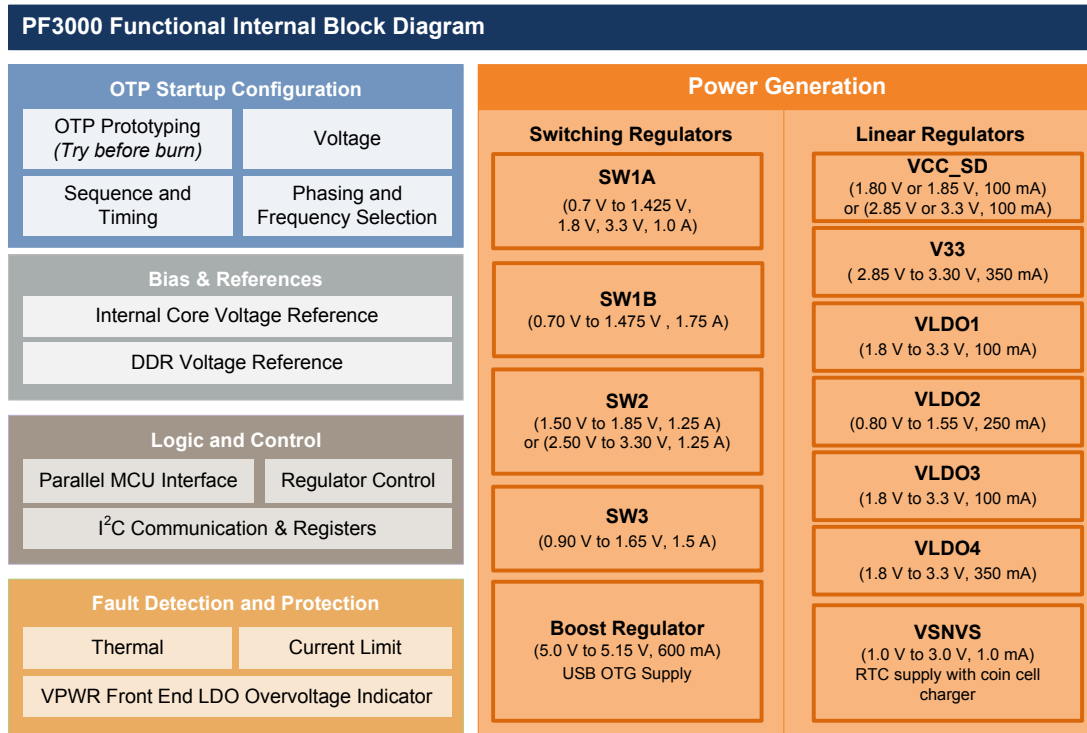 PF3000 Functional Internal Block Diagram
OTP Startup Configuration
OTP Prototyping
(Try before burn)
Voltage
Sequence and
Timing
Phasing and
Frequency Selection
Bias & References
Internal Core Voltage Reference
DDR Voltage Reference
Logic and Control
Parallel MCU Interface
Regulator Control
I²C Communication & Registers
Fault Detection and Protection
Thermal
Current Limit
VPWR Front End LDO Overvoltage Indicator
Power Generation
Switching Regulators
SW1A
(0.7 V to 1.425 V,
1.8 V, 3.3 V, 1.0 A)
SW1B
(0.70 V to 1.475 V , 1.75 A)
SW2
(1.50 V to 1.85 V, 1.25 A)
or (2.50 V to 3.30 V, 1.25 A)
SW3
(0.90 V to 1.65 V, 1.5 A)
Boost Regulator
(5.0 V to 5.15 V, 600 mA)
USB OTG Supply
Linear Regulators
VCC_SD
(1.80 V or 1.85 V, 100 mA)
or (2.85 V or 3.3 V, 100 mA)
V33
( 2.85 V to 3.30 V, 350 mA)
VLDO1
(1.8 V to 3.3 V, 100 mA)
VLDO2
(0.80 V to 1.55 V, 250 mA)
VLDO3
(1.8 V to 3.3 V, 100 mA)
VLDO4
(1.8 V to 3.3 V, 350 mA)
VSNVS
(1.0 V to 3.0 V, 1.0 mA)
RTC supply with coin cell
charger